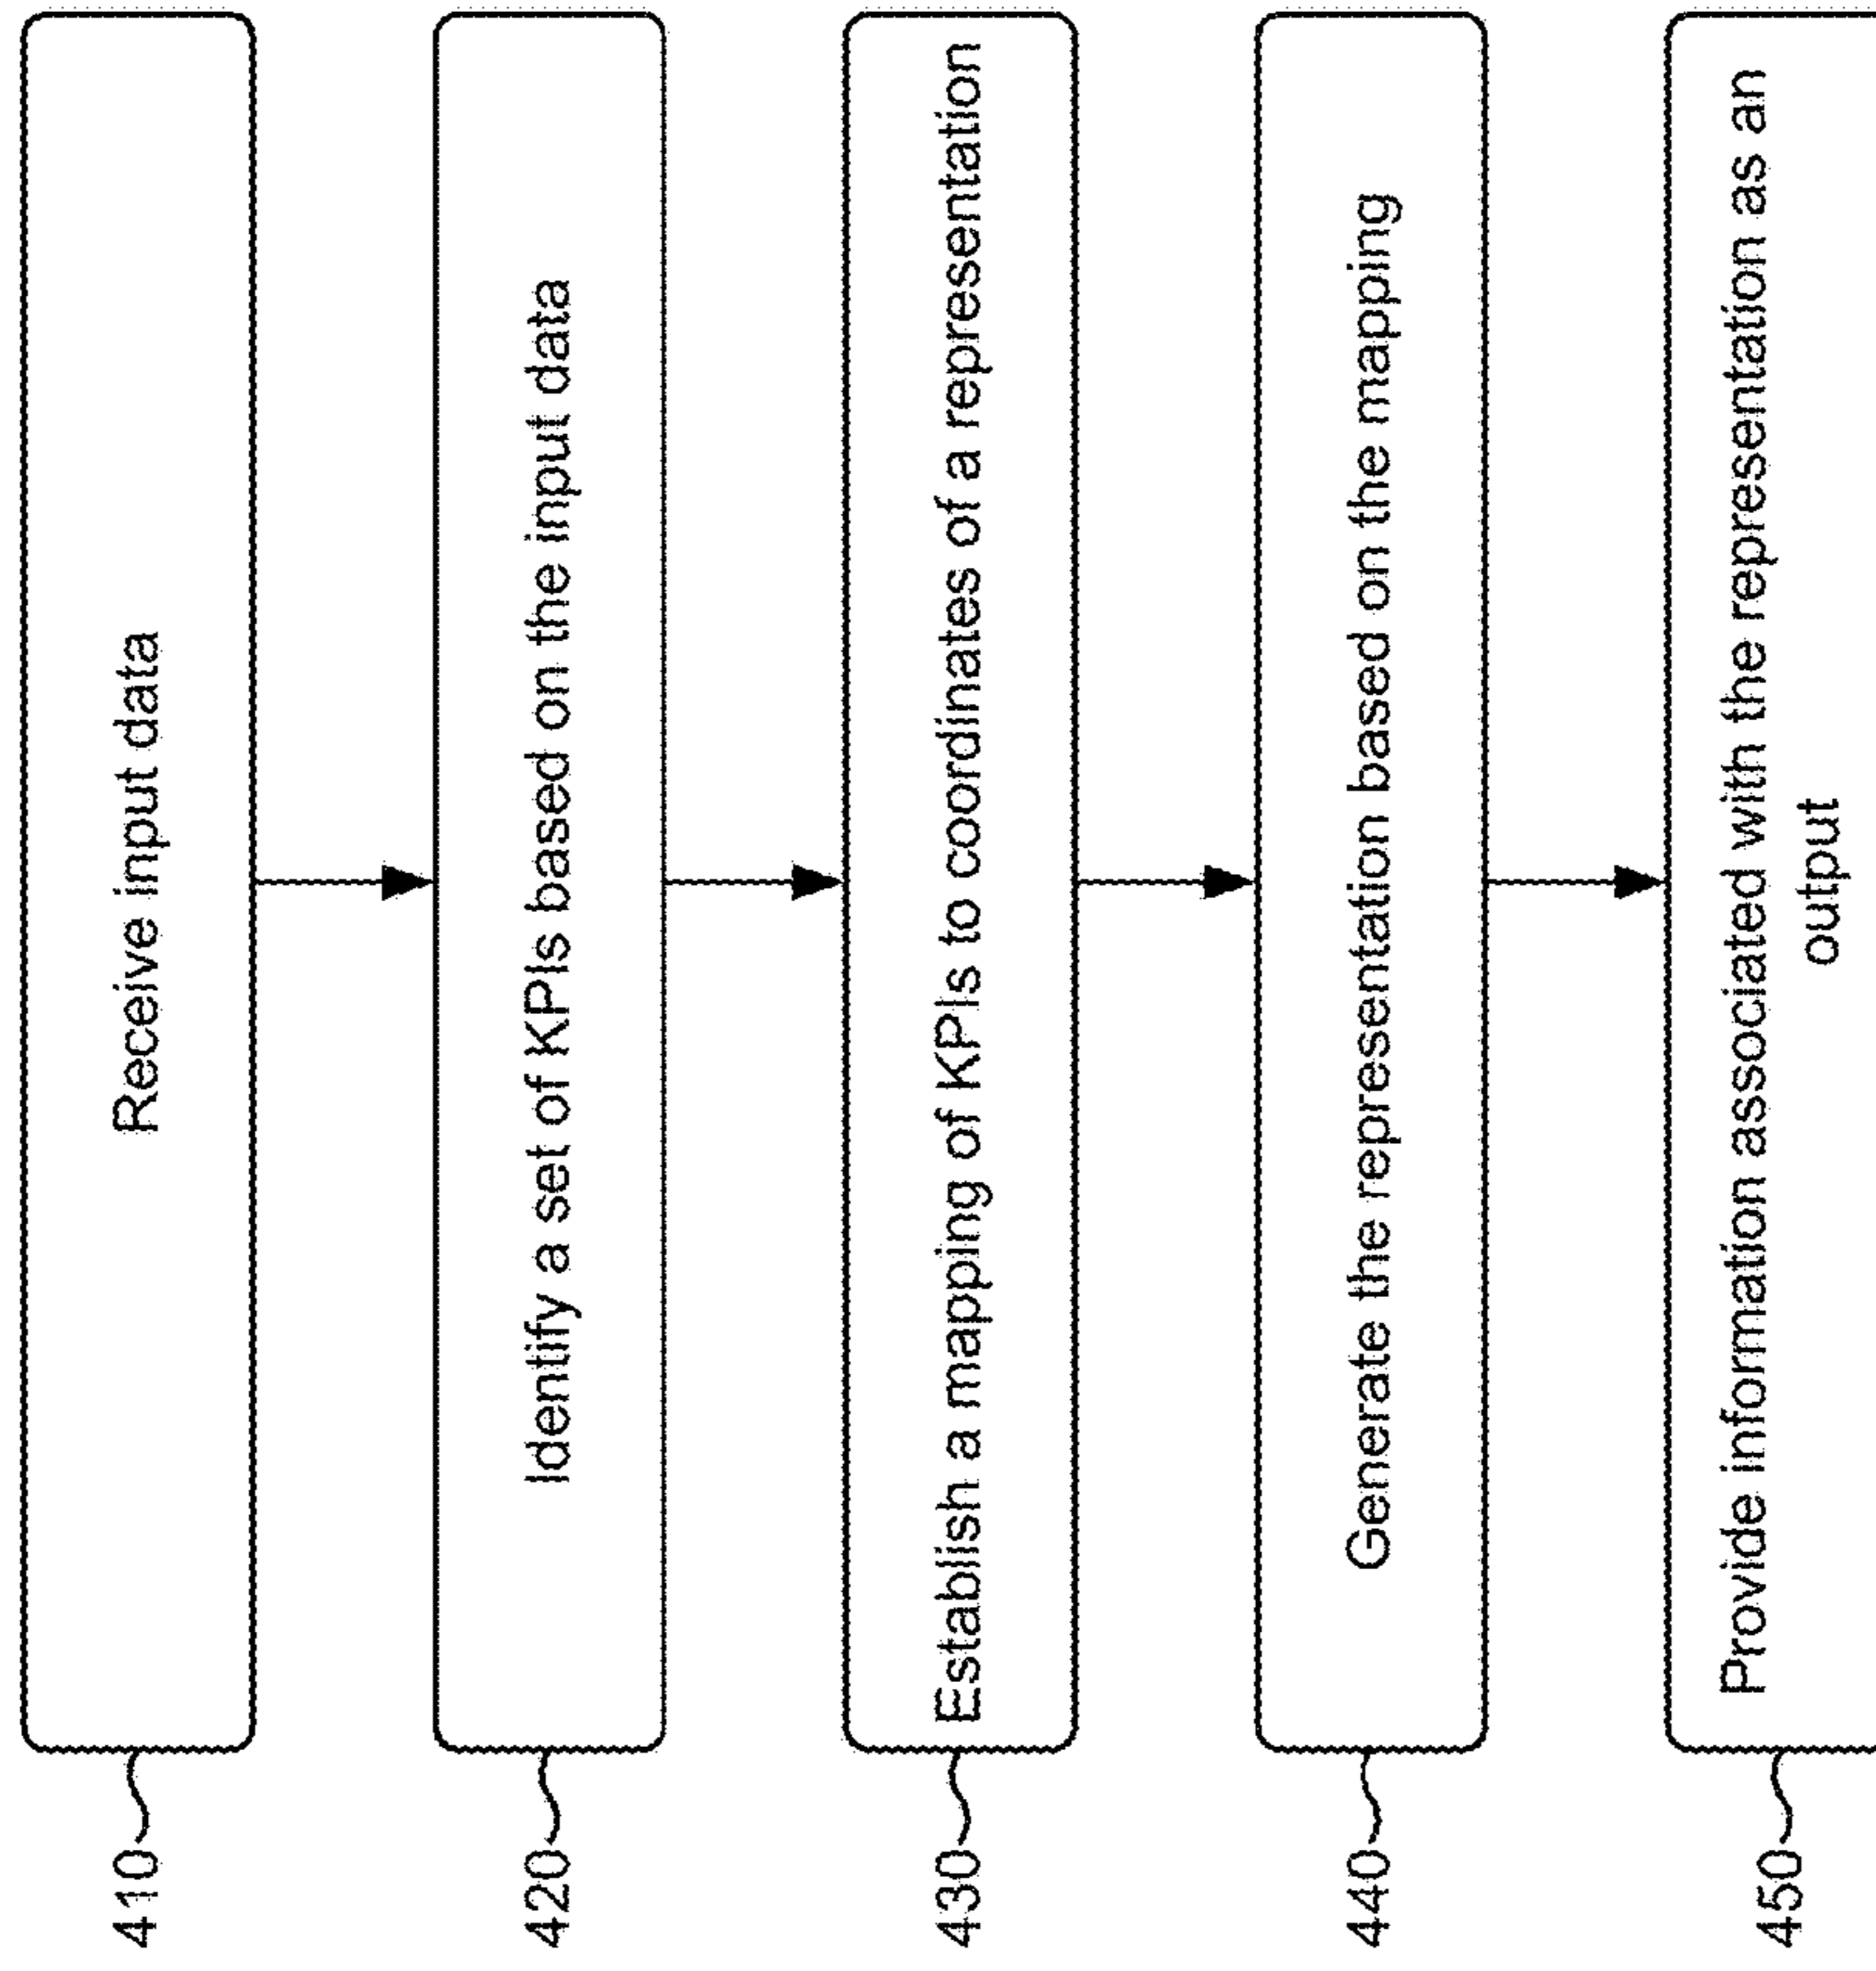 410
Receive input data
420
Identify a set of KPIs based on the input data
430
Establish a mapping of KPIs to coordinates of a representation
440
Generate the representation based on the mapping
450
Provide information associated with the representation as an
output